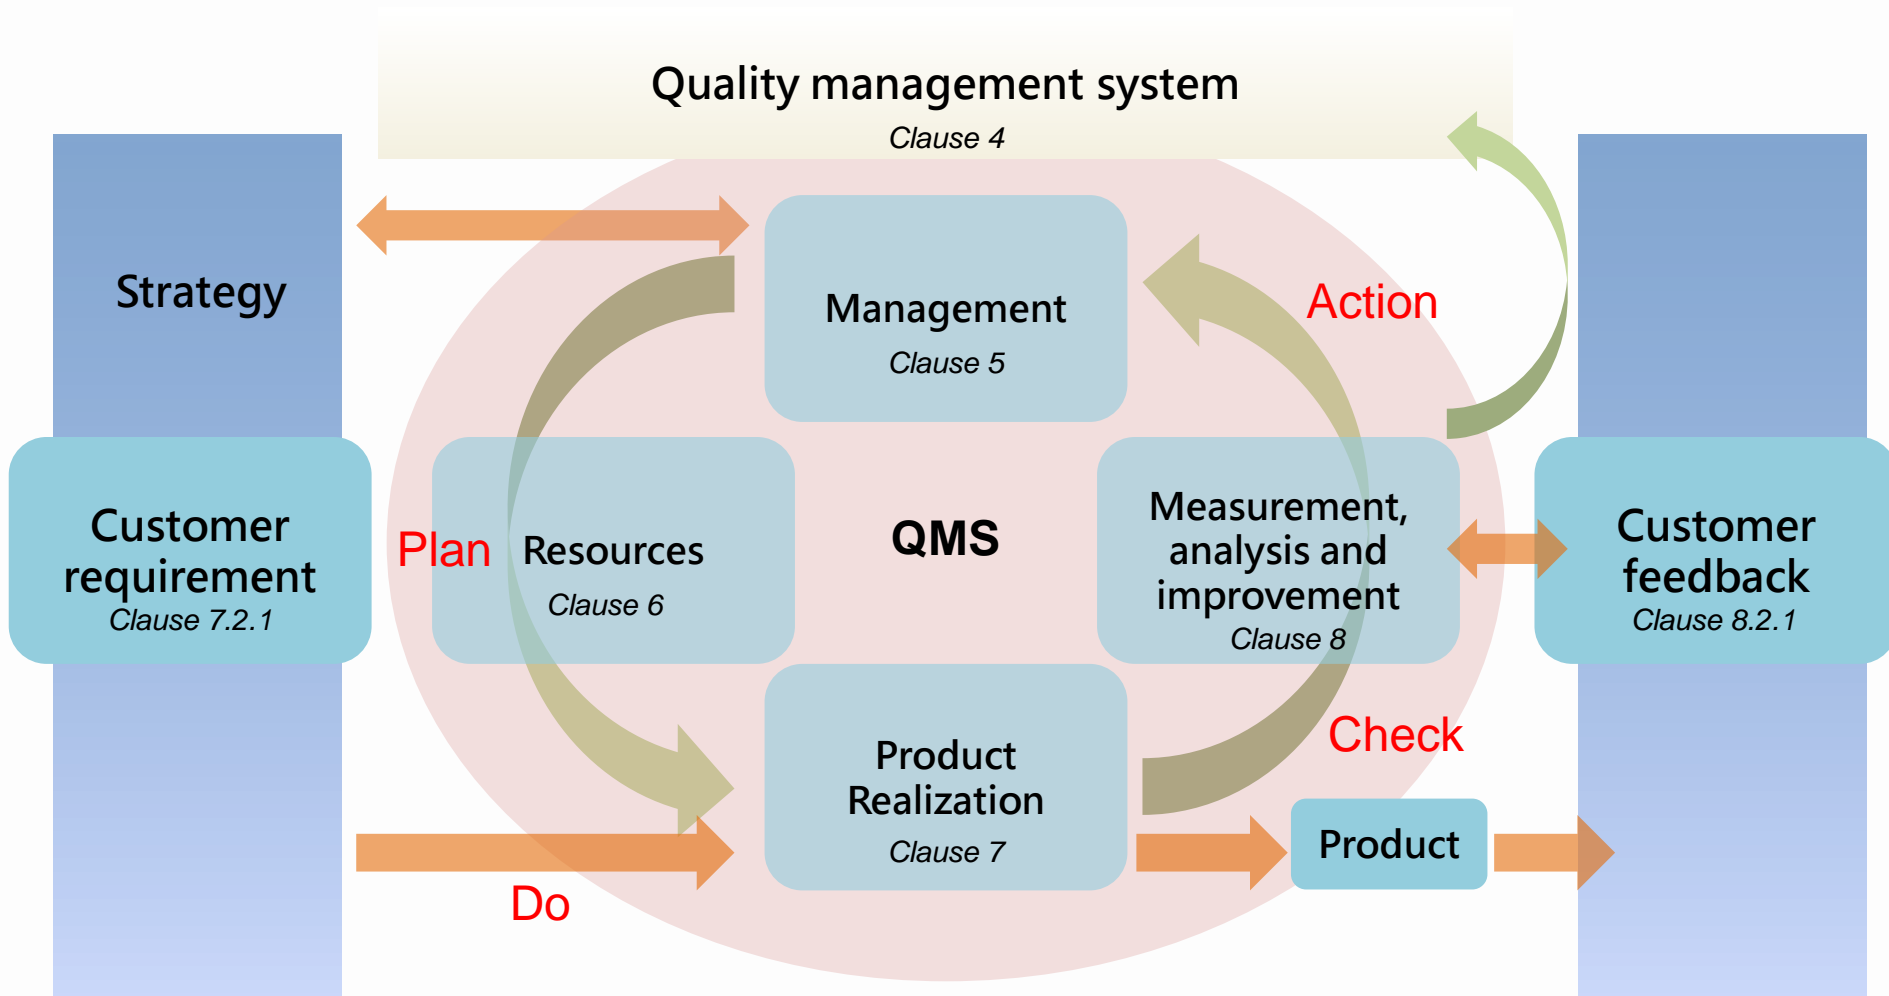 Quality management system
Clause 4
Strategy
Management
Clause 5
Action
Customer
requirement
Clause 7.2.1
Plan
Resources
Clause 6
QMS
Measurement,
analysis and
improvement
Clause 8
Customer
feedback
Clause 8.2.1
Product
Realization
Clause 7
Check
Product
Do